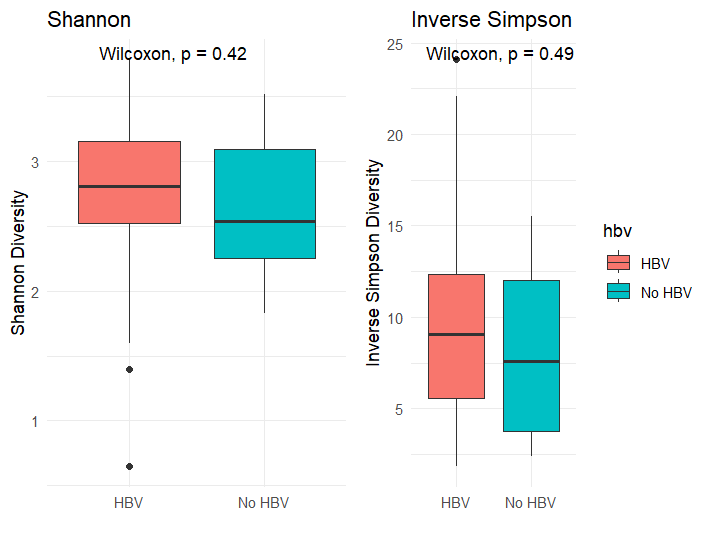 Shannon
Wilcoxon, p = 0.42
Shannon Diversity
3
2
1
HBV
No HBV
Inverse Simpson
Wilcoxon, p = 0.49
Inverse Simpson Diversity
25
20
15
10
5
HBV
No HBV
hbv
HBV
No HBV